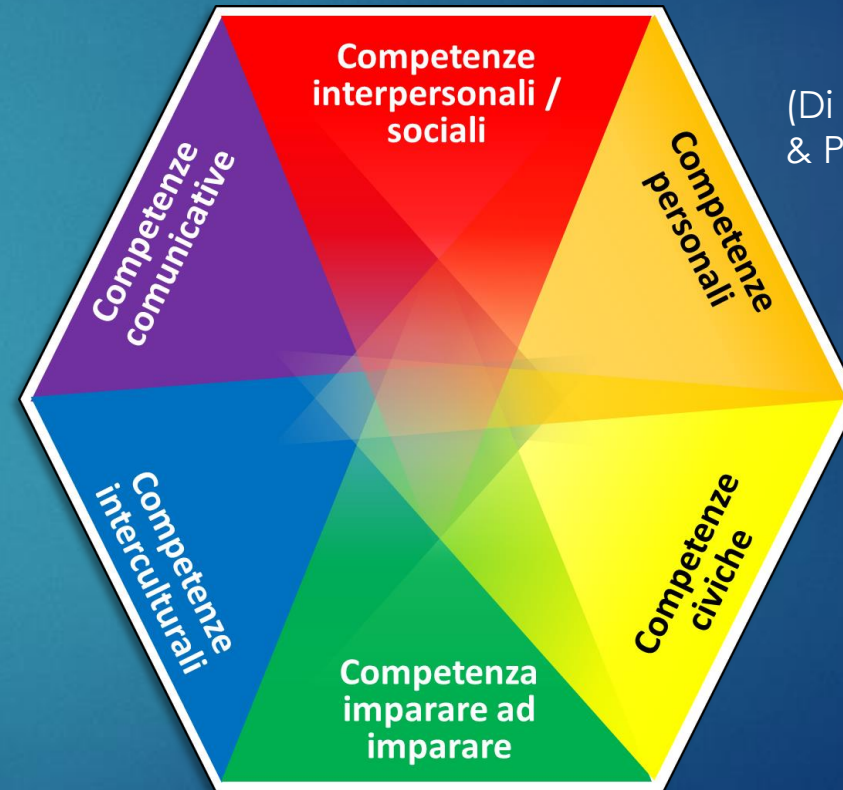 Competenze
interpersonali /
sociali
(Di
& P
Competenze
personali
Competenze
comunicative
Competenze
interculturali
Competenze
civiche
Competenza
imparare ad
imparare